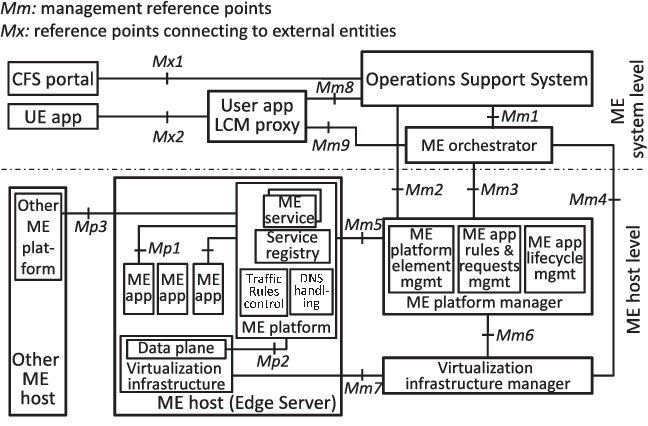 Mm: management reference points
Mx: reference points connecting to external entities
CFS portal
Mx1
Operations Support System
UE app
Mx2
User app
LCM proxy
Mm8
Mm9
Mm1
ME orchestrator
ME
system level
Mm2
Mm3
Mm4
Other
ME
plat-
form
Mp3
ME
service
Service
registry
Mp1
ME
app
ME
app
ME
app
Traffic
Rules
control
DNS
handl-
ing
ME platform
Mm5
ME
platform
element
mgmt
ME app
rules &
requests
mgmt
ME app
lifecycle
mgmt
ME platform manager
ME host level
Data plane
Mp2
Virtualization
infrastructure
ME host (Edge Server)
Mm6
Mm7
Virtualization
infrastructure manager
Other
ME
host